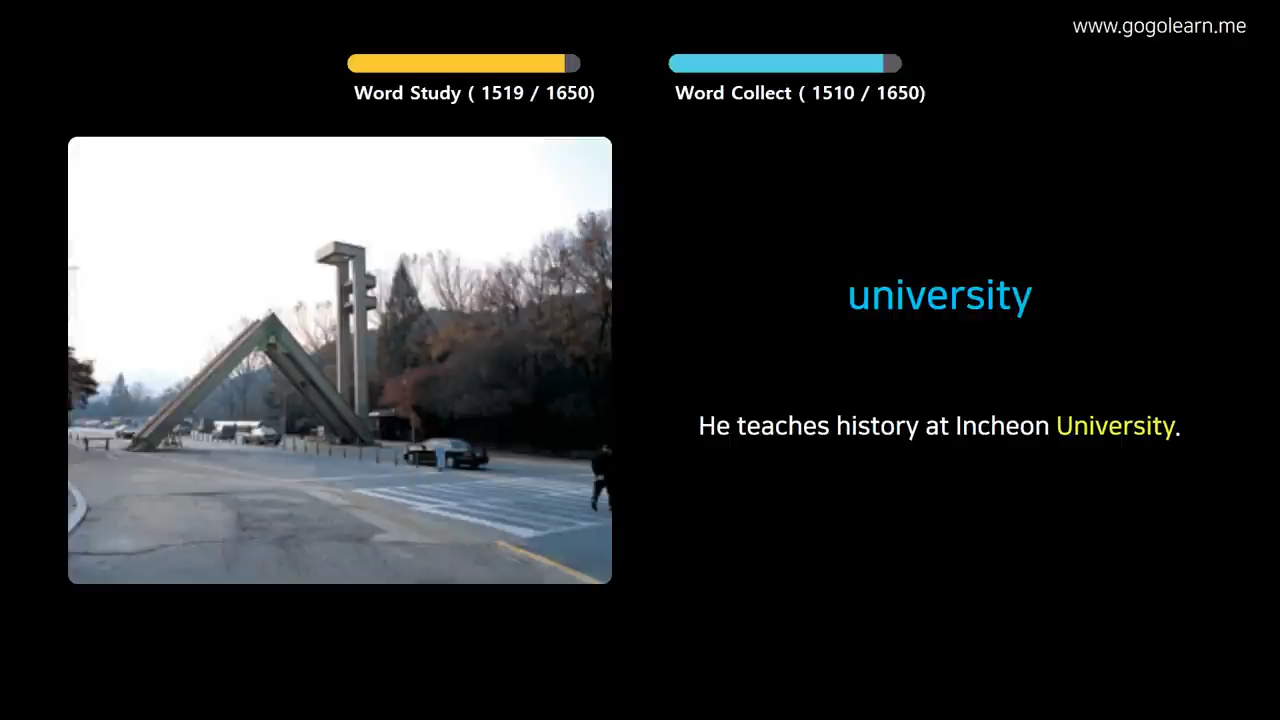 www.gogolearn.me
Word Study ( 1519 / 1650)
Word Collect ( 1510 / 1650)
university
He teaches history at Incheon University.